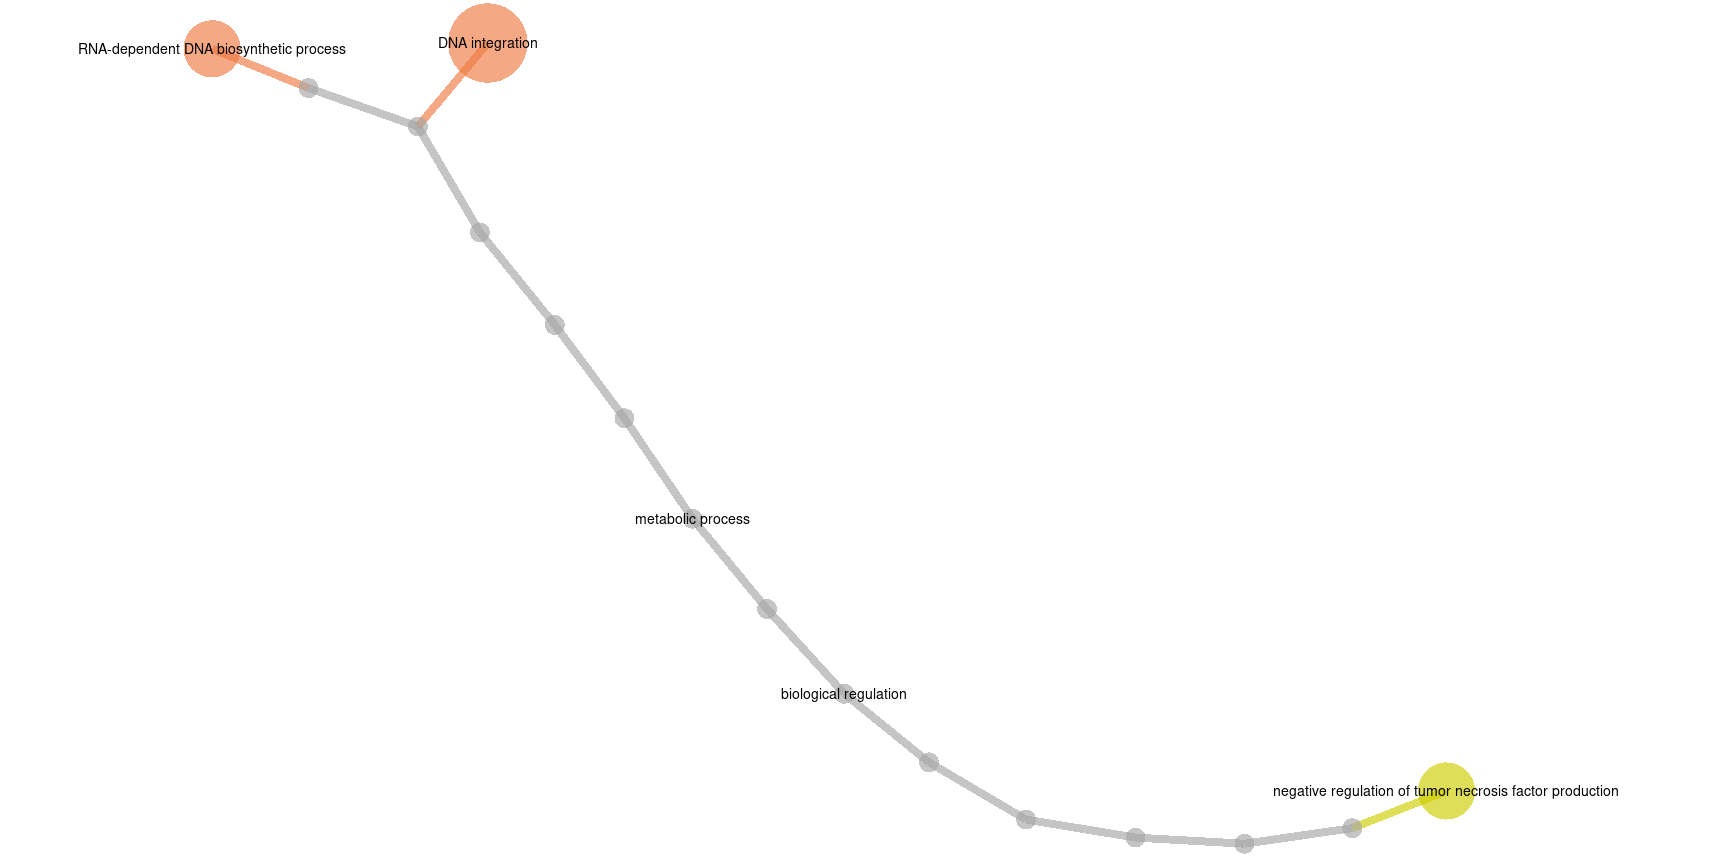 RNA-dependent DNA biosynthetic process
DNA integration
metabolic process
biological regulation
negative regulation of tumor necrosis factor production